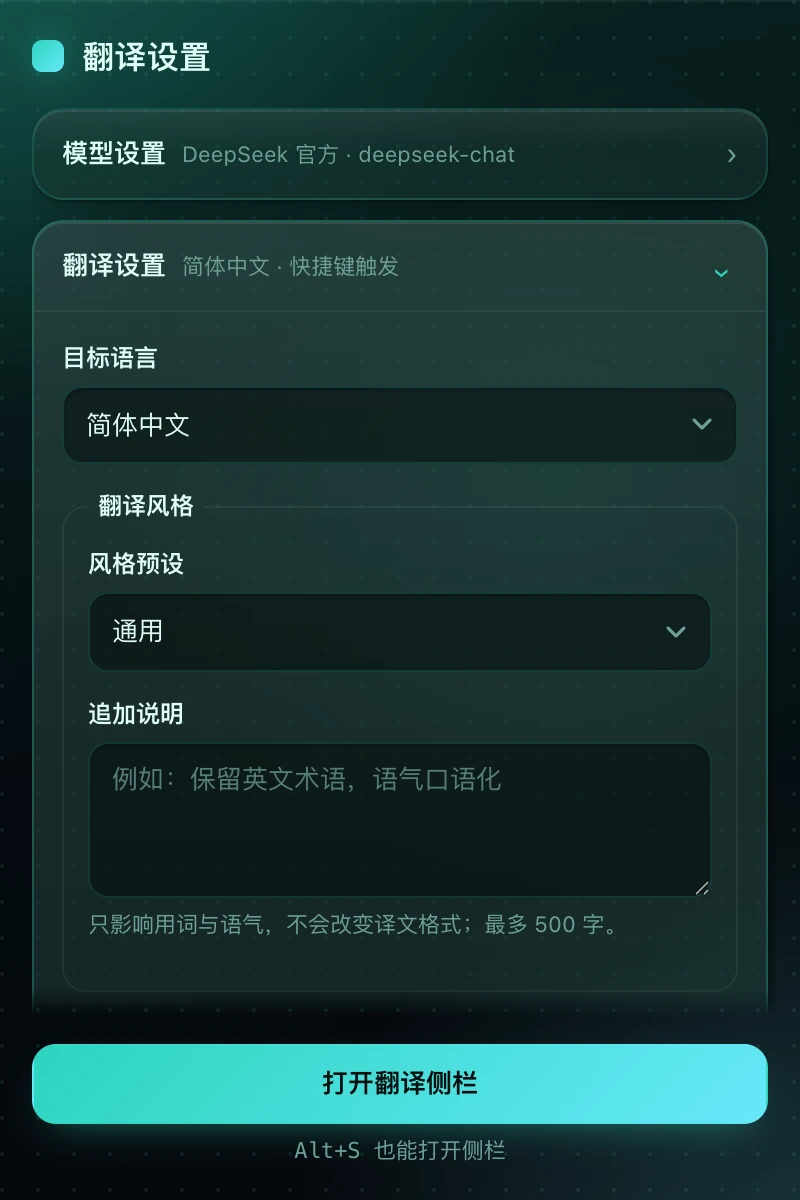 翻译设置
模型设置 DeepSeek 官方 · deepseek-chat
翻译设置 简体中文 · 快捷键触发
目标语言
简体中文
翻译风格
风格预设
通用
追加说明
例如：保留英文术语，语气口语化
只影响用词与语气，不会改变译文格式；最多 500 字。
打开翻译侧栏
Alt+S 也能打开侧栏